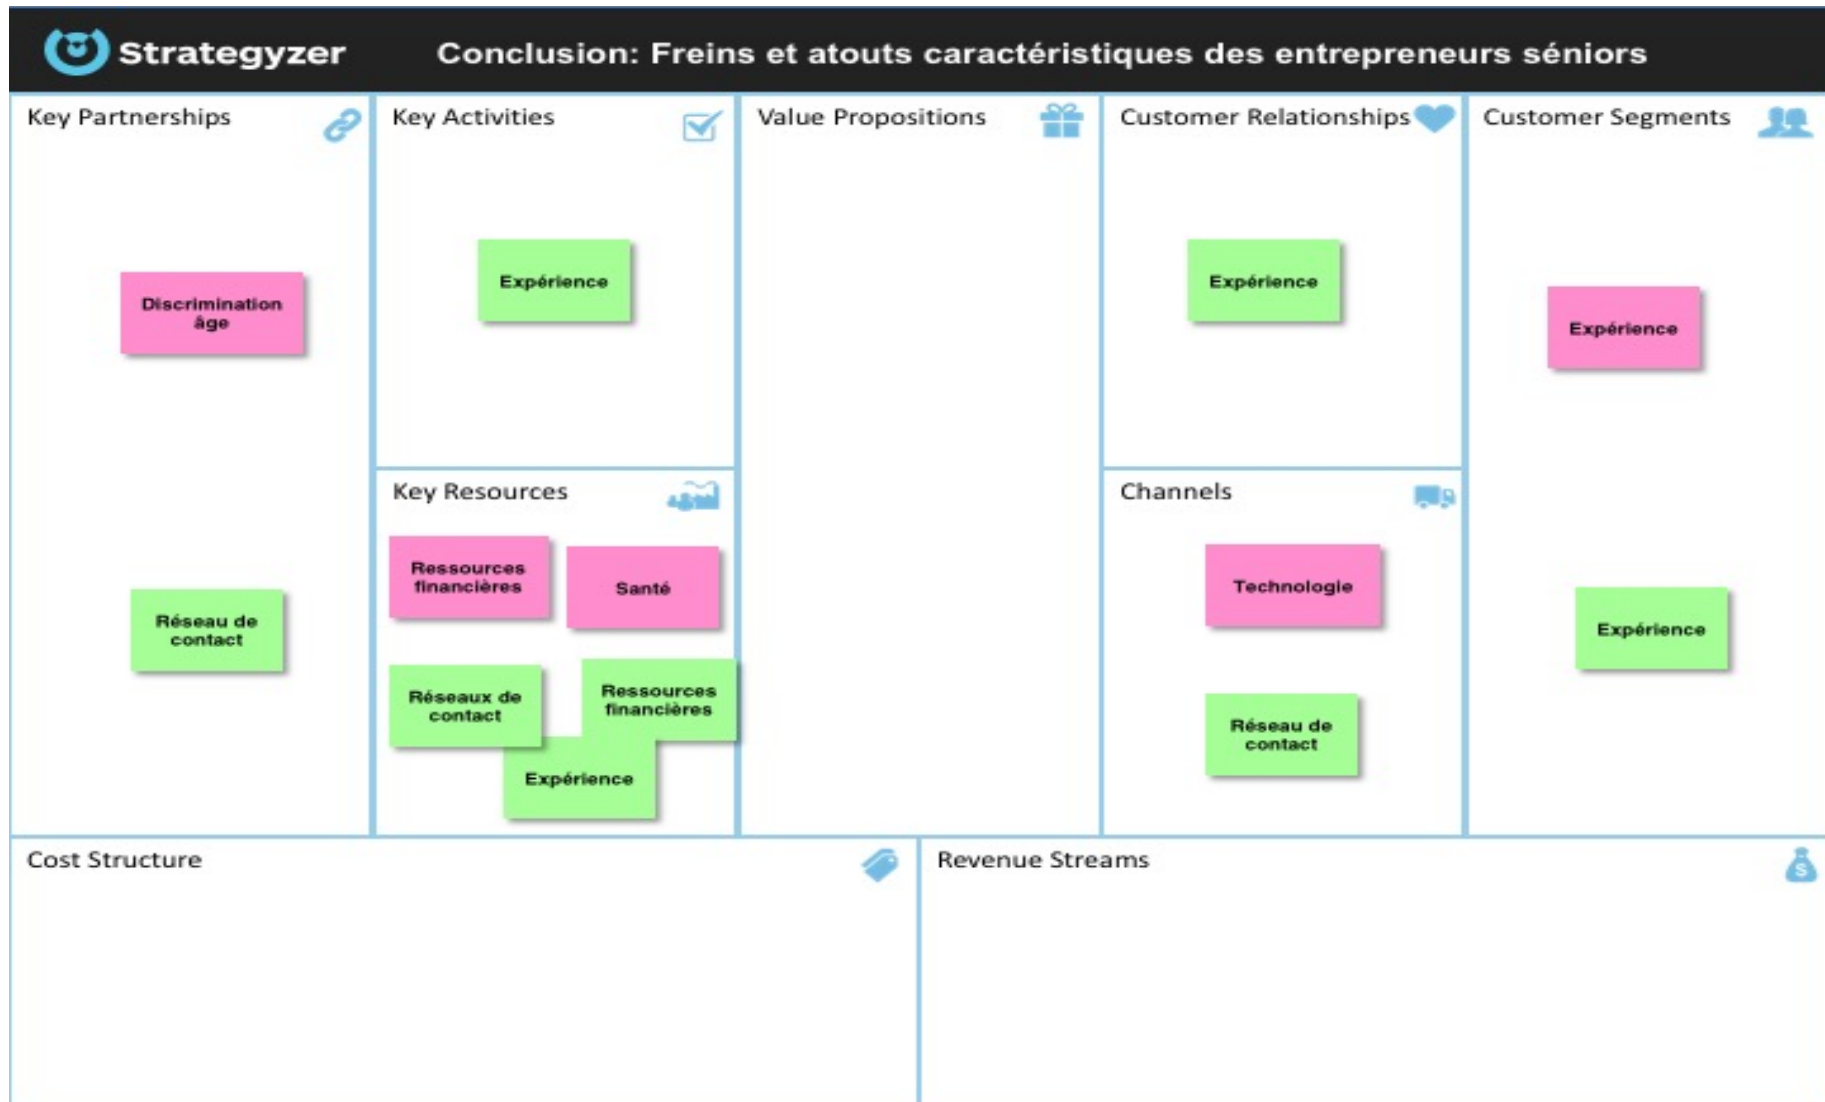 Strategyzer
Conclusion: Freins et atouts caractéristiques des entrepreneurs séniors
Key Partnerships
Discrimination
âge
Réseau de
contact
Key Activities
Expérience
Key Resources
Ressources
financières
Santé
Réseaux de
contact
Ressources
financières
Expérience
Value Propositions
Customer Relationships
Expérience
Channels
Technologie
Réseau de
contact
Customer Segments
Expérience
Expérience
Cost Structure
Revenue Streams
$